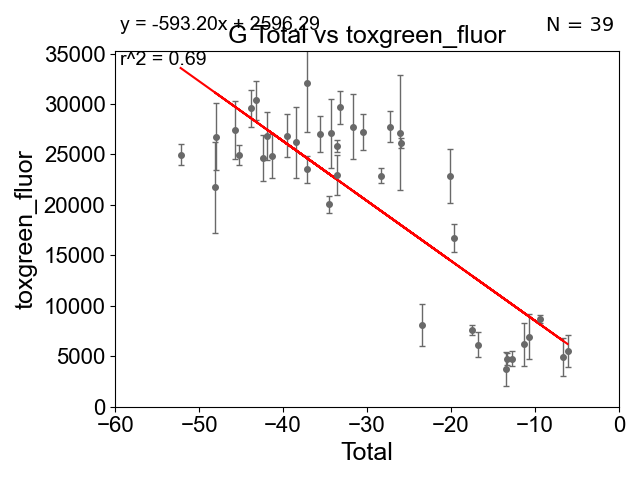 y = -593.20x + 2596.29
N = 39
G Total vs toxgreen_fluor
r^2 = 0.69
35000
30000
25000
20000
15000
10000
5000
0
toxgreen_fluor
−60
−50
−40
−30
−20
−10
0
Total